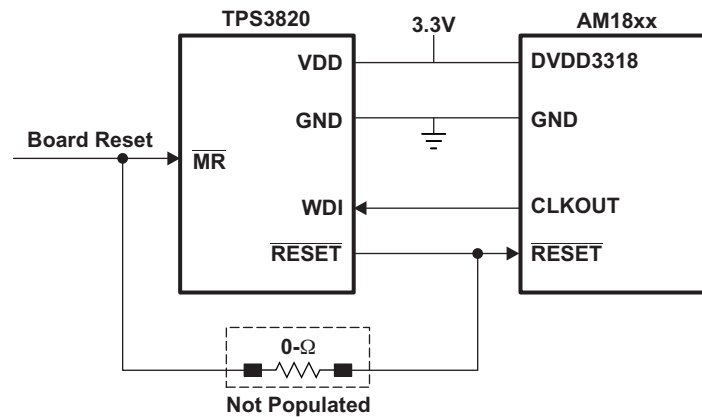 TPS3820
AM18xx
3.3V
VDD
DVDD3318
GND
GND
Board Reset
MR
WDI
CLKOUT
RESET
RESET
0-Ω
Not Populated